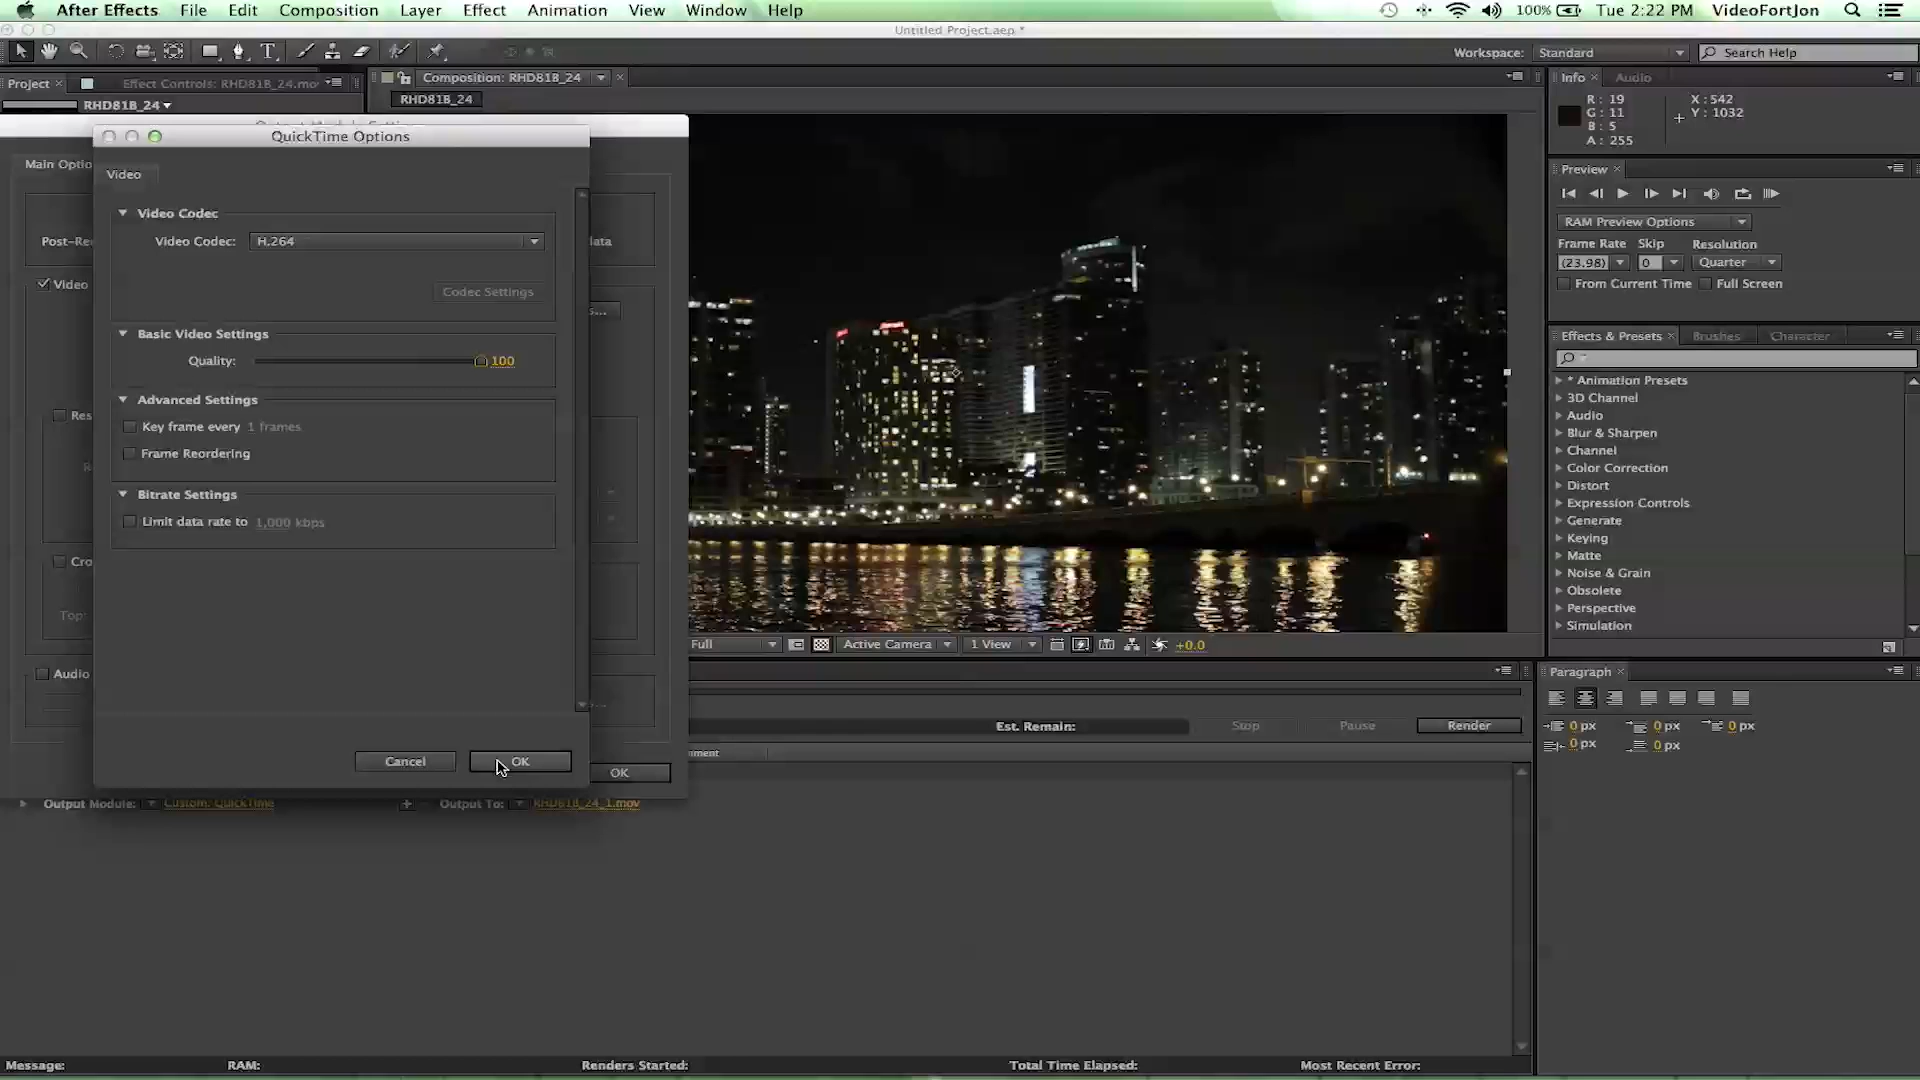 After Effects File Edit Composition Layer Effect Animation View Window Help 100% Tue 2:22 PM VideoFortJon
Untitled Project.aep *
Workspace: Standard Search Help
Project Effect Controls: RHD81B_24.mov Composition: RHD81B_24 Info Audio
RHD81B_24
RHD81B_24
R: 19 X: 542
G: 11 Y: 1032
B: 5
A: 255
QuickTime Options
Main Optio
Video
Preview
Video Codec
Post-Re
Video Codec: H.264
lata
RAM Preview Options
Frame Rate Skip Resolution
(23.98) 0 Quarter
From Current Time Full Screen
Video
Codec Settings
Basic Video Settings
Quality: 100
Effects & Presets Brushes Character
Advanced Settings
Key frame every 1 frames
Frame Reordering
Res
Bitrate Settings
Limit data rate to 1,000 kbps
Cro
Top:
* Animation Presets
3D Channel
Audio
Blur & Sharpen
Channel
Color Correction
Distort
Expression Controls
Generate
Keying
Matte
Noise & Grain
Obsolete
Perspective
Simulation
Full Active Camera 1 View +0.0
Audio
Paragraph
Est. Remain: Stop Pause Render
0 px 0 px 0 px
0 px 0 px
ment
Cancel OK
OK
Output Module: Custom: QuickTime Output To: RHD81B_24_1.mov
Message: RAM: Renders Started: Total Time Elapsed: Most Recent Error: